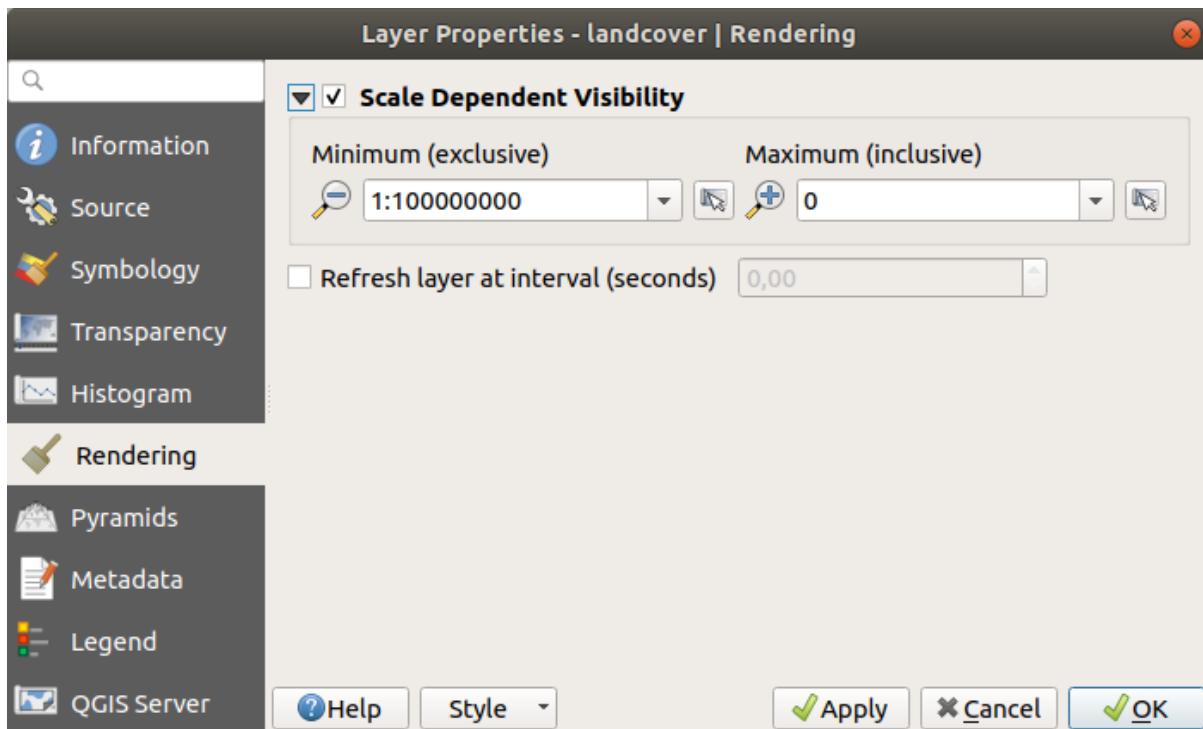 Layer Properties - landcover | Rendering
Information
Source
Symbology
Transparency
Histogram
Rendering
Pyramids
Metadata
Legend
QGIS Server
Scale Dependent Visibility
Minimum (exclusive) Maximum (inclusive)
1:100000000 0
Refresh layer at interval (seconds) 0,00
Help Style Apply Cancel OK